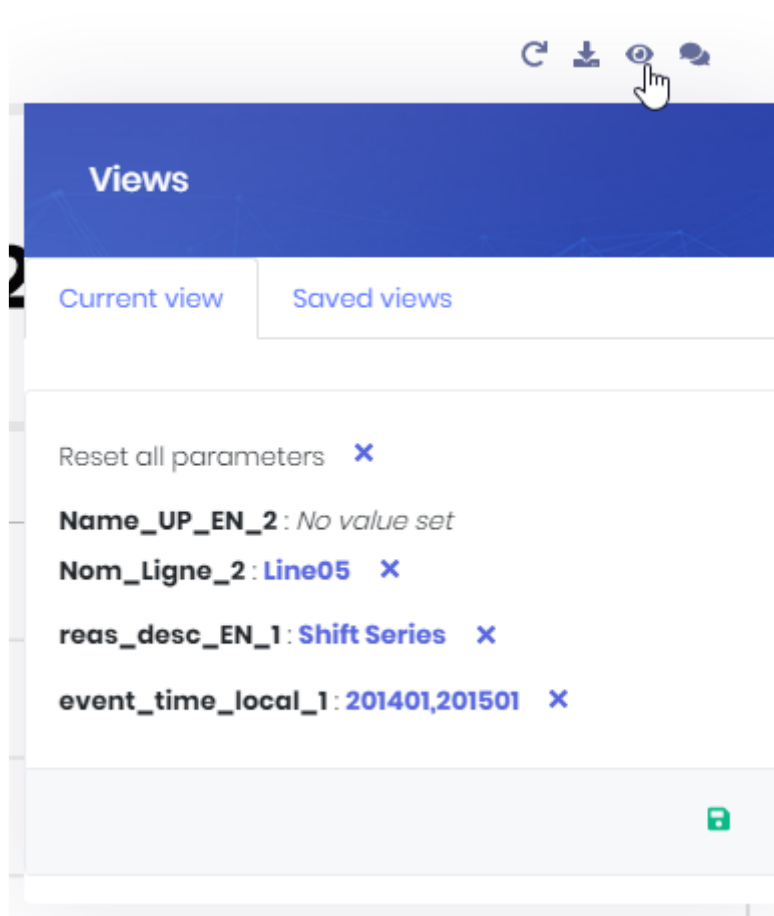 Views
Current view
Saved views
Reset all parameters
Name_UP_EN_2 : No value set
Nom_Ligne_2 : Line05
reas_desc_EN_1 : Shift Series
event_time_local_1 : 201401,201501